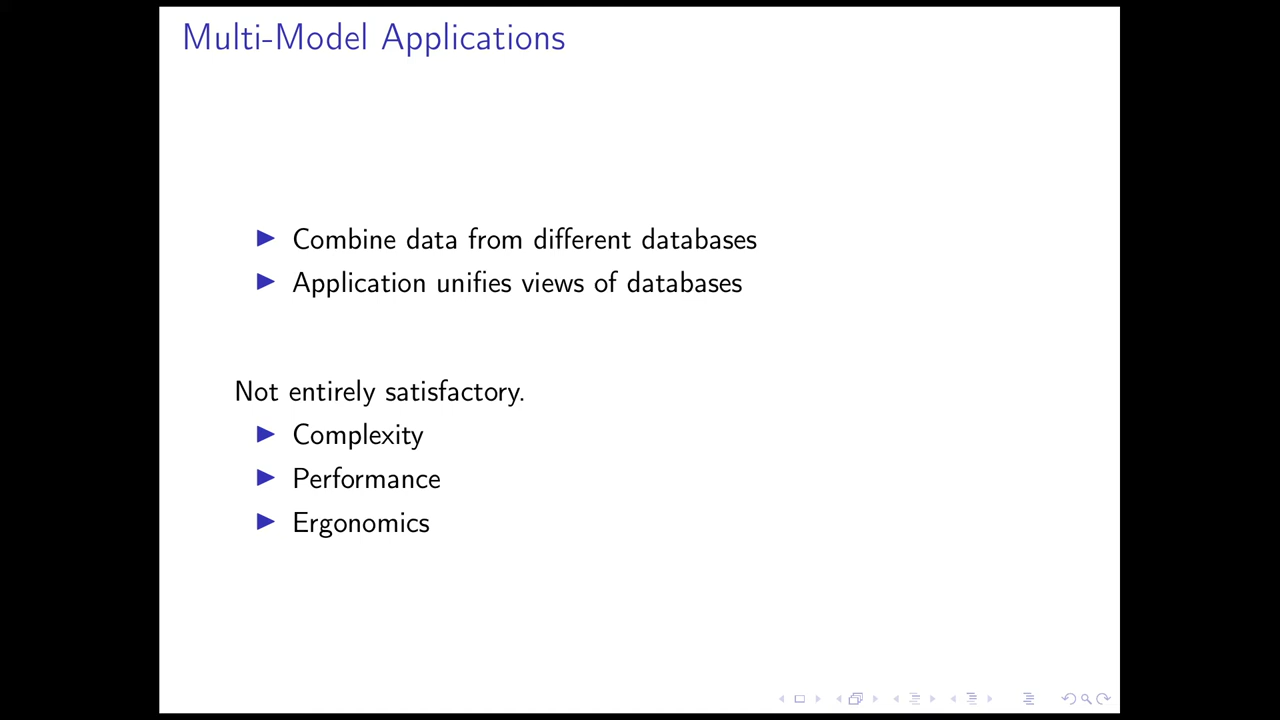 Multi-Model Applications
Combine data from different databases
Application unifies views of databases
Not entirely satisfactory.
Complexity
Performance
Ergonomics